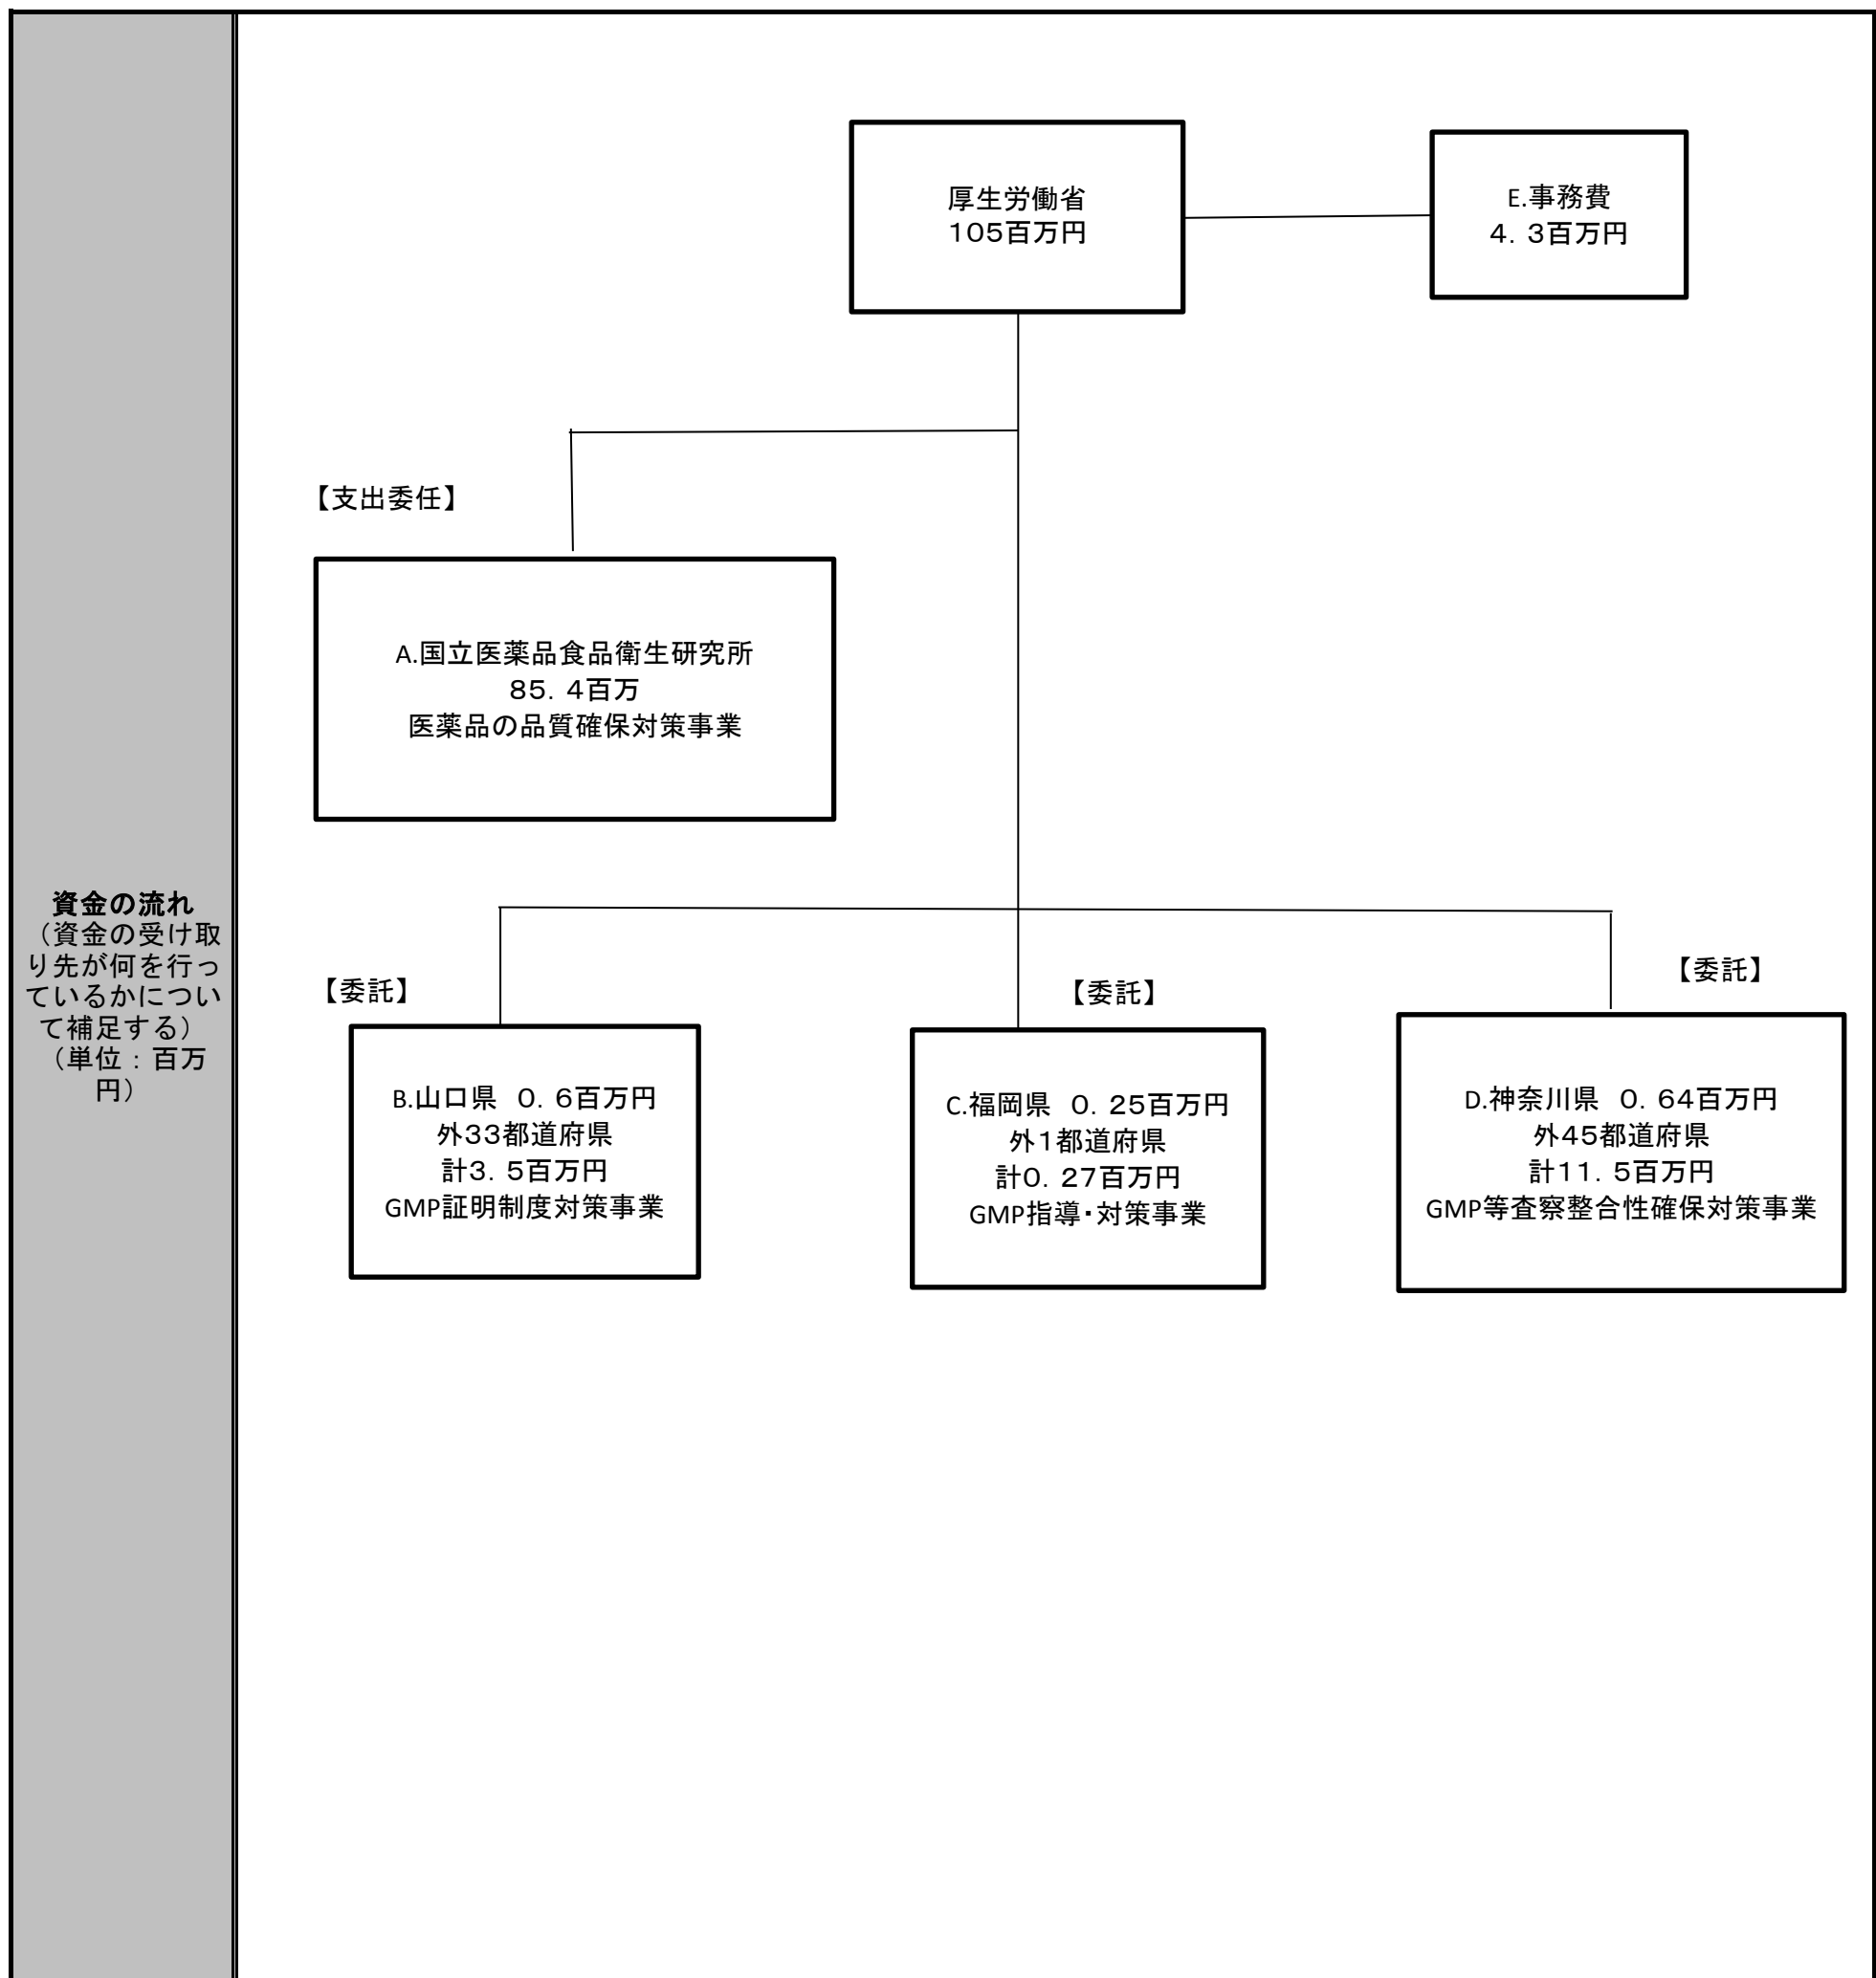 資金の流れ
（資金の受け取
り先が何を行っ
ているかについ
て補足する）
（単位：百万
円）
厚生労働省
１０５百万円
E.事務費
４．３百万円
【支出委任】
A.国立医薬品食品衛生研究所
８５．４百万
医薬品の品質確保対策事業
【委託】
B.山口県　０．６百万円
外３３都道府県
計３．５百万円
GMP証明制度対策事業
【委託】
C.福岡県　０．２５百万円
外１都道府県
計０．２７百万円
GMP指導・対策事業
【委託】
D.神奈川県　０．６４百万円
外４５都道府県
計１１．５百万円
GMP等査察整合性確保対策事業